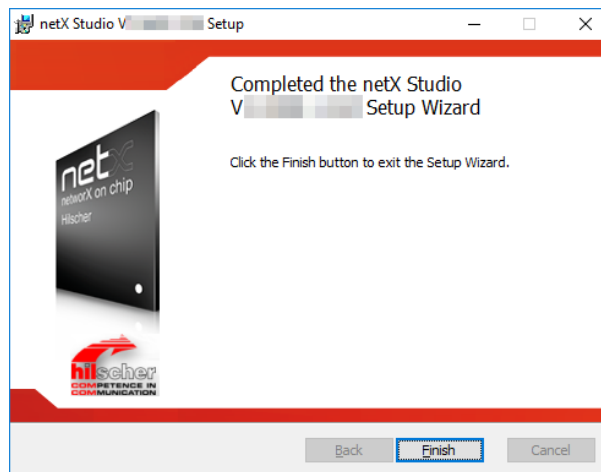 netX Studio V Setup
Completed the netX Studio
V Setup Wizard
Click the Finish button to exit the Setup Wizard.
netX
networX on chip
Hilscher
hilscher
COMPETENCE IN
COMMUNICATION
Back Finish Cancel